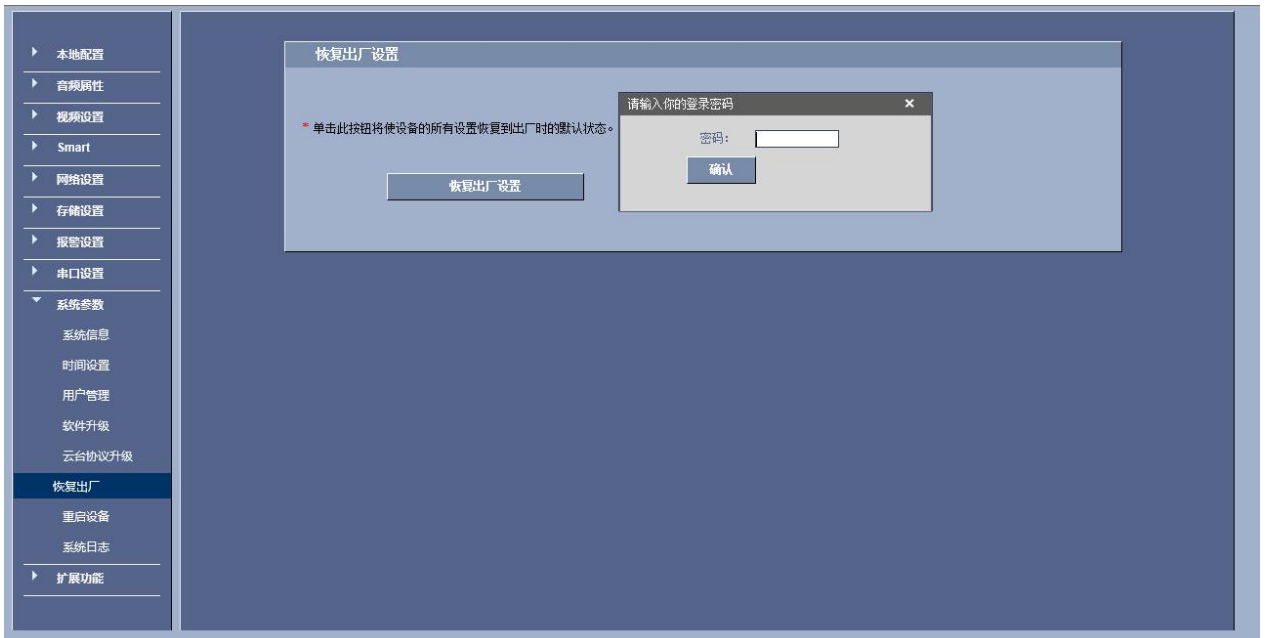 本地配置
音频属性
视频设置
Smart
网络设置
存储设置
报警设置
串口设置
系统参数
系统信息
时间设置
用户管理
软件升级
云台协议升级
恢复出厂
重启设备
系统日志
扩展功能
恢复出厂设置
* 单击此按钮将使设备的所有设置恢复到出厂时的默认状态。
恢复出厂设置
请输入你的登录密码 ×
密码:
确认